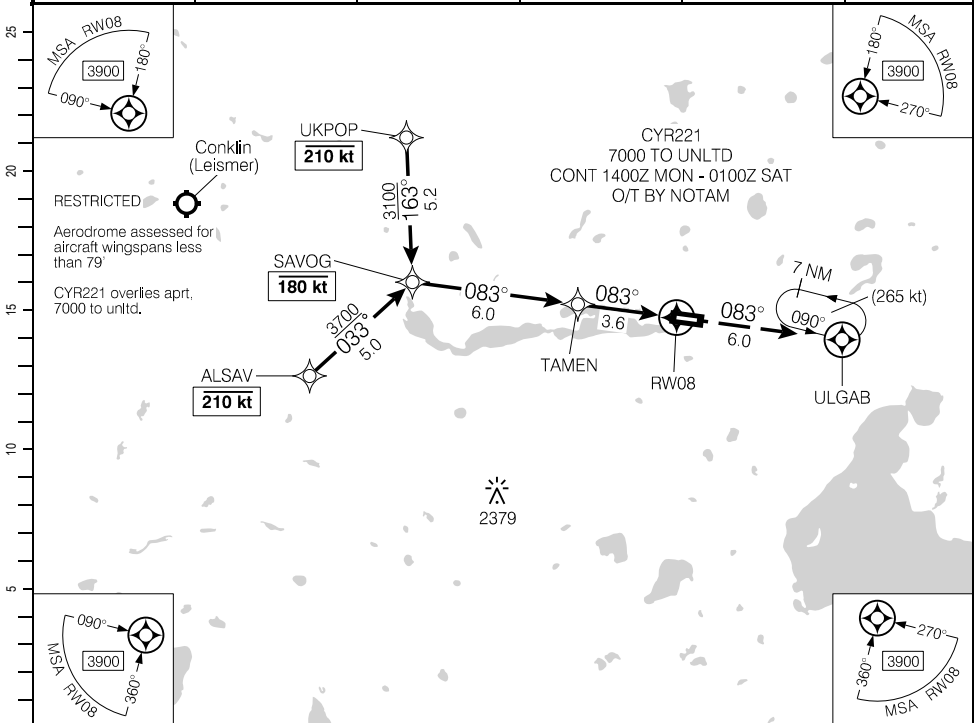 25
20
15
10
5
MSA RW08
3900
180°
090°
MSA RW08
3900
180°
270°
UKPOP
210 kt
Conklin
(Leismer)
CYR221
7000 TO UNLTD
CONT 1400Z MON - 0100Z SAT
O/T BY NOTAM
RESTRICTED
Aerodrome assessed for
aircraft wingspans less
than 79'
CYR221 overlies aprt,
7000 to unltd.
3100
163°
5.2
SAVOG
180 kt
083°
6.0
083°
3.6
083°
6.0
7 NM
(265 kt)
090°
3700
033°
5.0
TAMEN
RW08
ULGAB
ALSAV
210 kt
2379
090°
3900
MSA RW08
360°
270°
3900
360°
MSA RW08